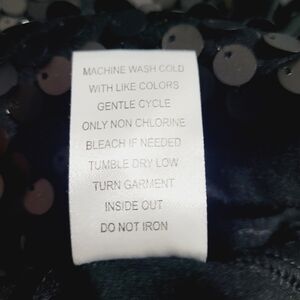 MACHINE WASH COLD
WITH LIKE COLORS
GENTLE CYCLE
ONLY NON CHLORINE
BLEACH IF NEEDED
TUMBLE DRY LOW
TURN GARMENT
INSIDE OUT
DO NOT IRON